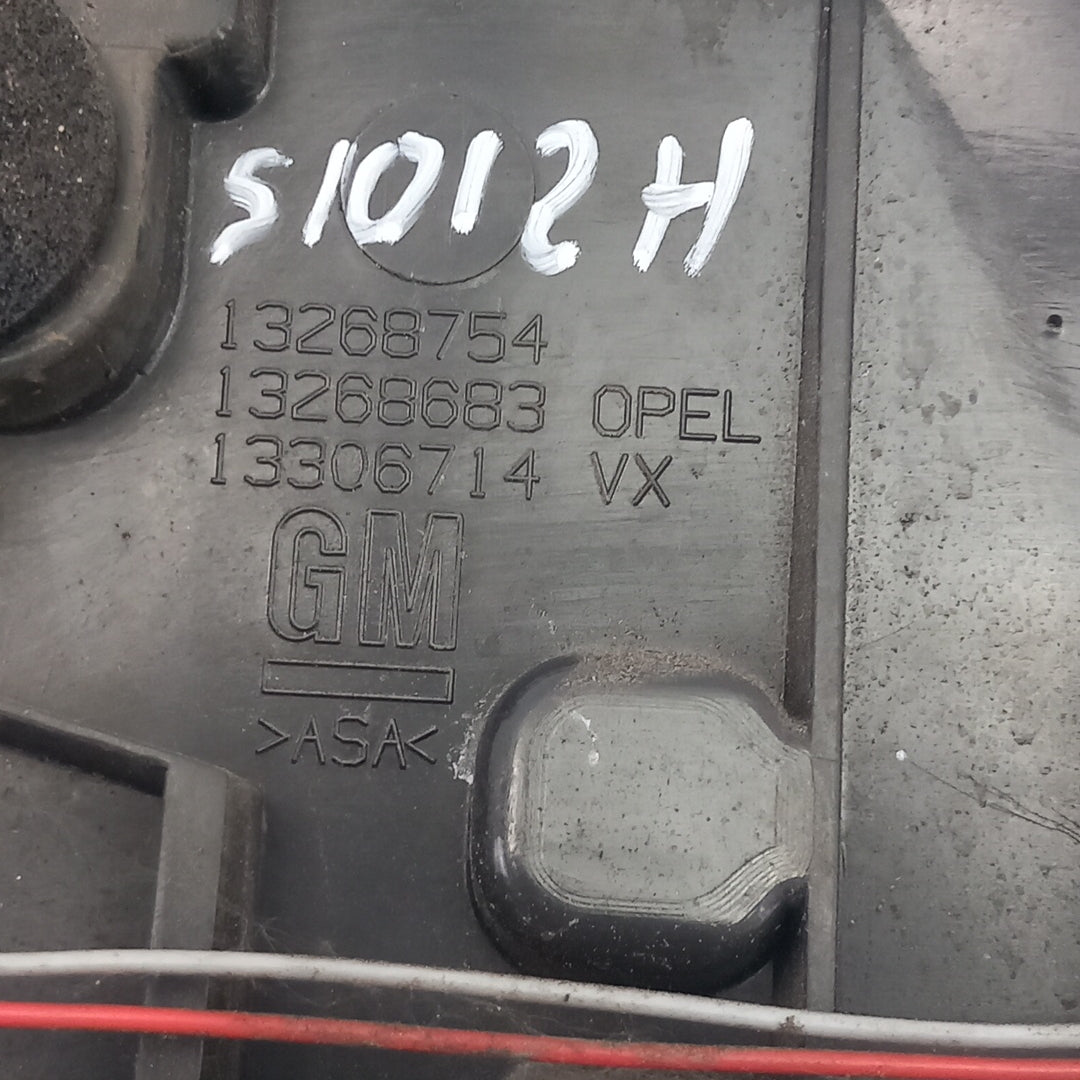 S1012H
13268754
13268683 OPEL
13306714 VX
GM
>ASA<